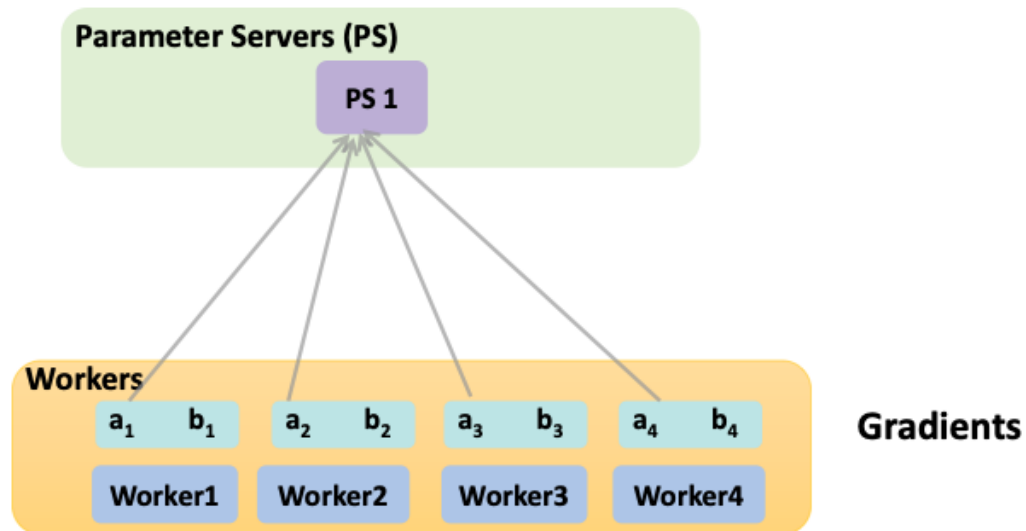 Parameter Servers (PS)
PS 1
Workers
a₁ b₁ a₂ b₂ a₃ b₃ a₄ b₄
Gradients
Worker1 Worker2 Worker3 Worker4